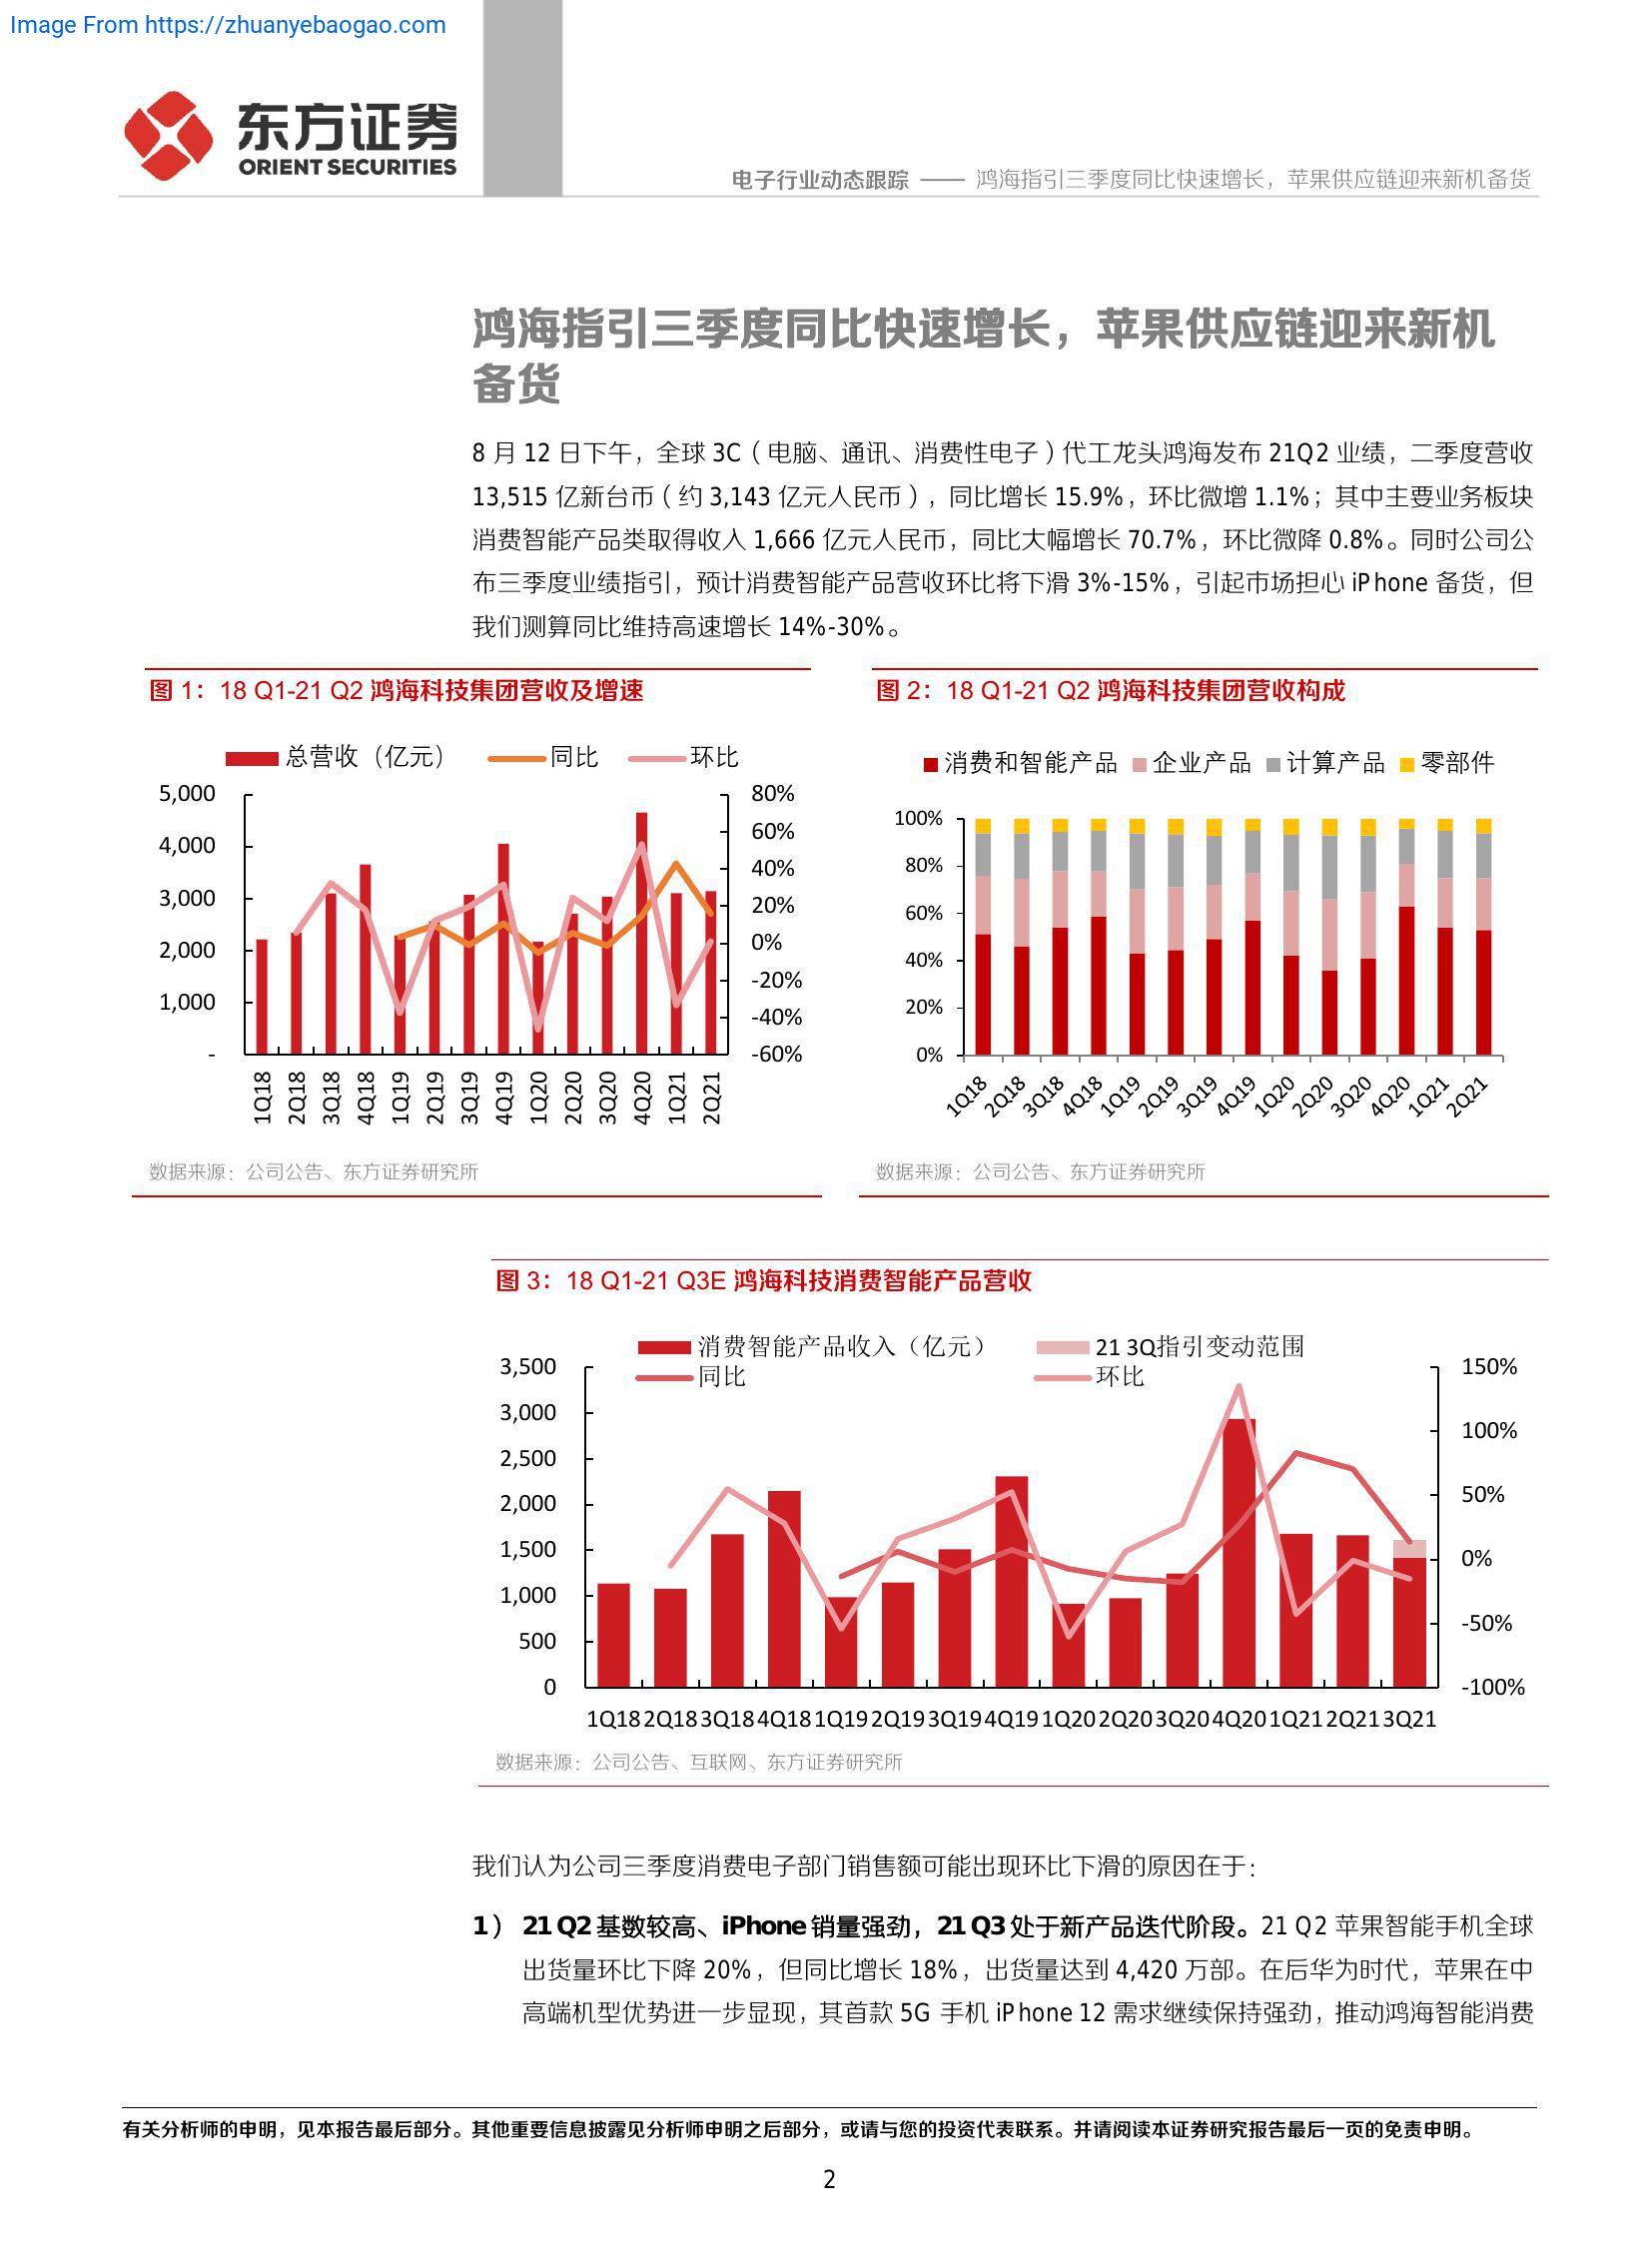 Image From https://zhuanyebaogao.com
东方证券
ORIENT SECURITIES
电子行业动态跟踪 —— 鸿海指引三季度同比快速增长，苹果供应链迎来新机备货
鸿海指引三季度同比快速增长，苹果供应链迎来新机
备货
8 月 12 日下午，全球 3C（电脑、通讯、消费性电子）代工龙头鸿海发布 21Q2 业绩，二季度营收
13,515 亿新台币（约 3,143 亿元人民币），同比增长 15.9%，环比微增 1.1%；其中主要业务板块
消费智能产品类取得收入 1,666 亿元人民币，同比大幅增长 70.7%，环比微降 0.8%。同时公司公
布三季度业绩指引，预计消费智能产品营收环比将下滑 3%-15%，引起市场担心 iPhone 备货，但
我们测算同比维持高速增长 14%-30%。
图 1：18 Q1-21 Q2 鸿海科技集团营收及增速
总营收（亿元） 同比 环比
5,000
4,000
3,000
2,000
1,000
-
80%
60%
40%
20%
0%
-20%
-40%
-60%
1Q18 2Q18 3Q18 4Q18 1Q19 2Q19 3Q19 4Q19 1Q20 2Q20 3Q20 4Q20 1Q21 2Q21
数据来源：公司公告、东方证券研究所
图 2：18 Q1-21 Q2 鸿海科技集团营收构成
消费和智能产品 企业产品 计算产品 零部件
100%
80%
60%
40%
20%
0%
1Q18 2Q18 3Q18 4Q18 1Q19 2Q19 3Q19 4Q19 1Q20 2Q20 3Q20 4Q20 1Q21 2Q21
数据来源：公司公告、东方证券研究所
图 3：18 Q1-21 Q3E 鸿海科技消费智能产品营收
消费智能产品收入（亿元） 21 3Q指引变动范围
同比 环比
3,500
3,000
2,500
2,000
1,500
1,000
500
0
150%
100%
50%
0%
-50%
-100%
1Q18 2Q18 3Q18 4Q18 1Q19 2Q19 3Q19 4Q19 1Q20 2Q20 3Q20 4Q20 1Q21 2Q21 3Q21
数据来源：公司公告、互联网、东方证券研究所
我们认为公司三季度消费电子部门销售额可能出现环比下滑的原因在于：
1） 21 Q2 基数较高、iPhone 销量强劲，21 Q3 处于新产品迭代阶段。21 Q2 苹果智能手机全球
出货量环比下降 20%，但同比增长 18%，出货量达到 4,420 万部。在后华为时代，苹果在中
高端机型优势进一步显现，其首款 5G 手机 iPhone 12 需求继续保持强劲，推动鸿海智能消费
有关分析师的申明，见本报告最后部分。其他重要信息披露见分析师申明之后部分，或请与您的投资代表联系。并请阅读本证券研究报告最后一页的免责申明。
2